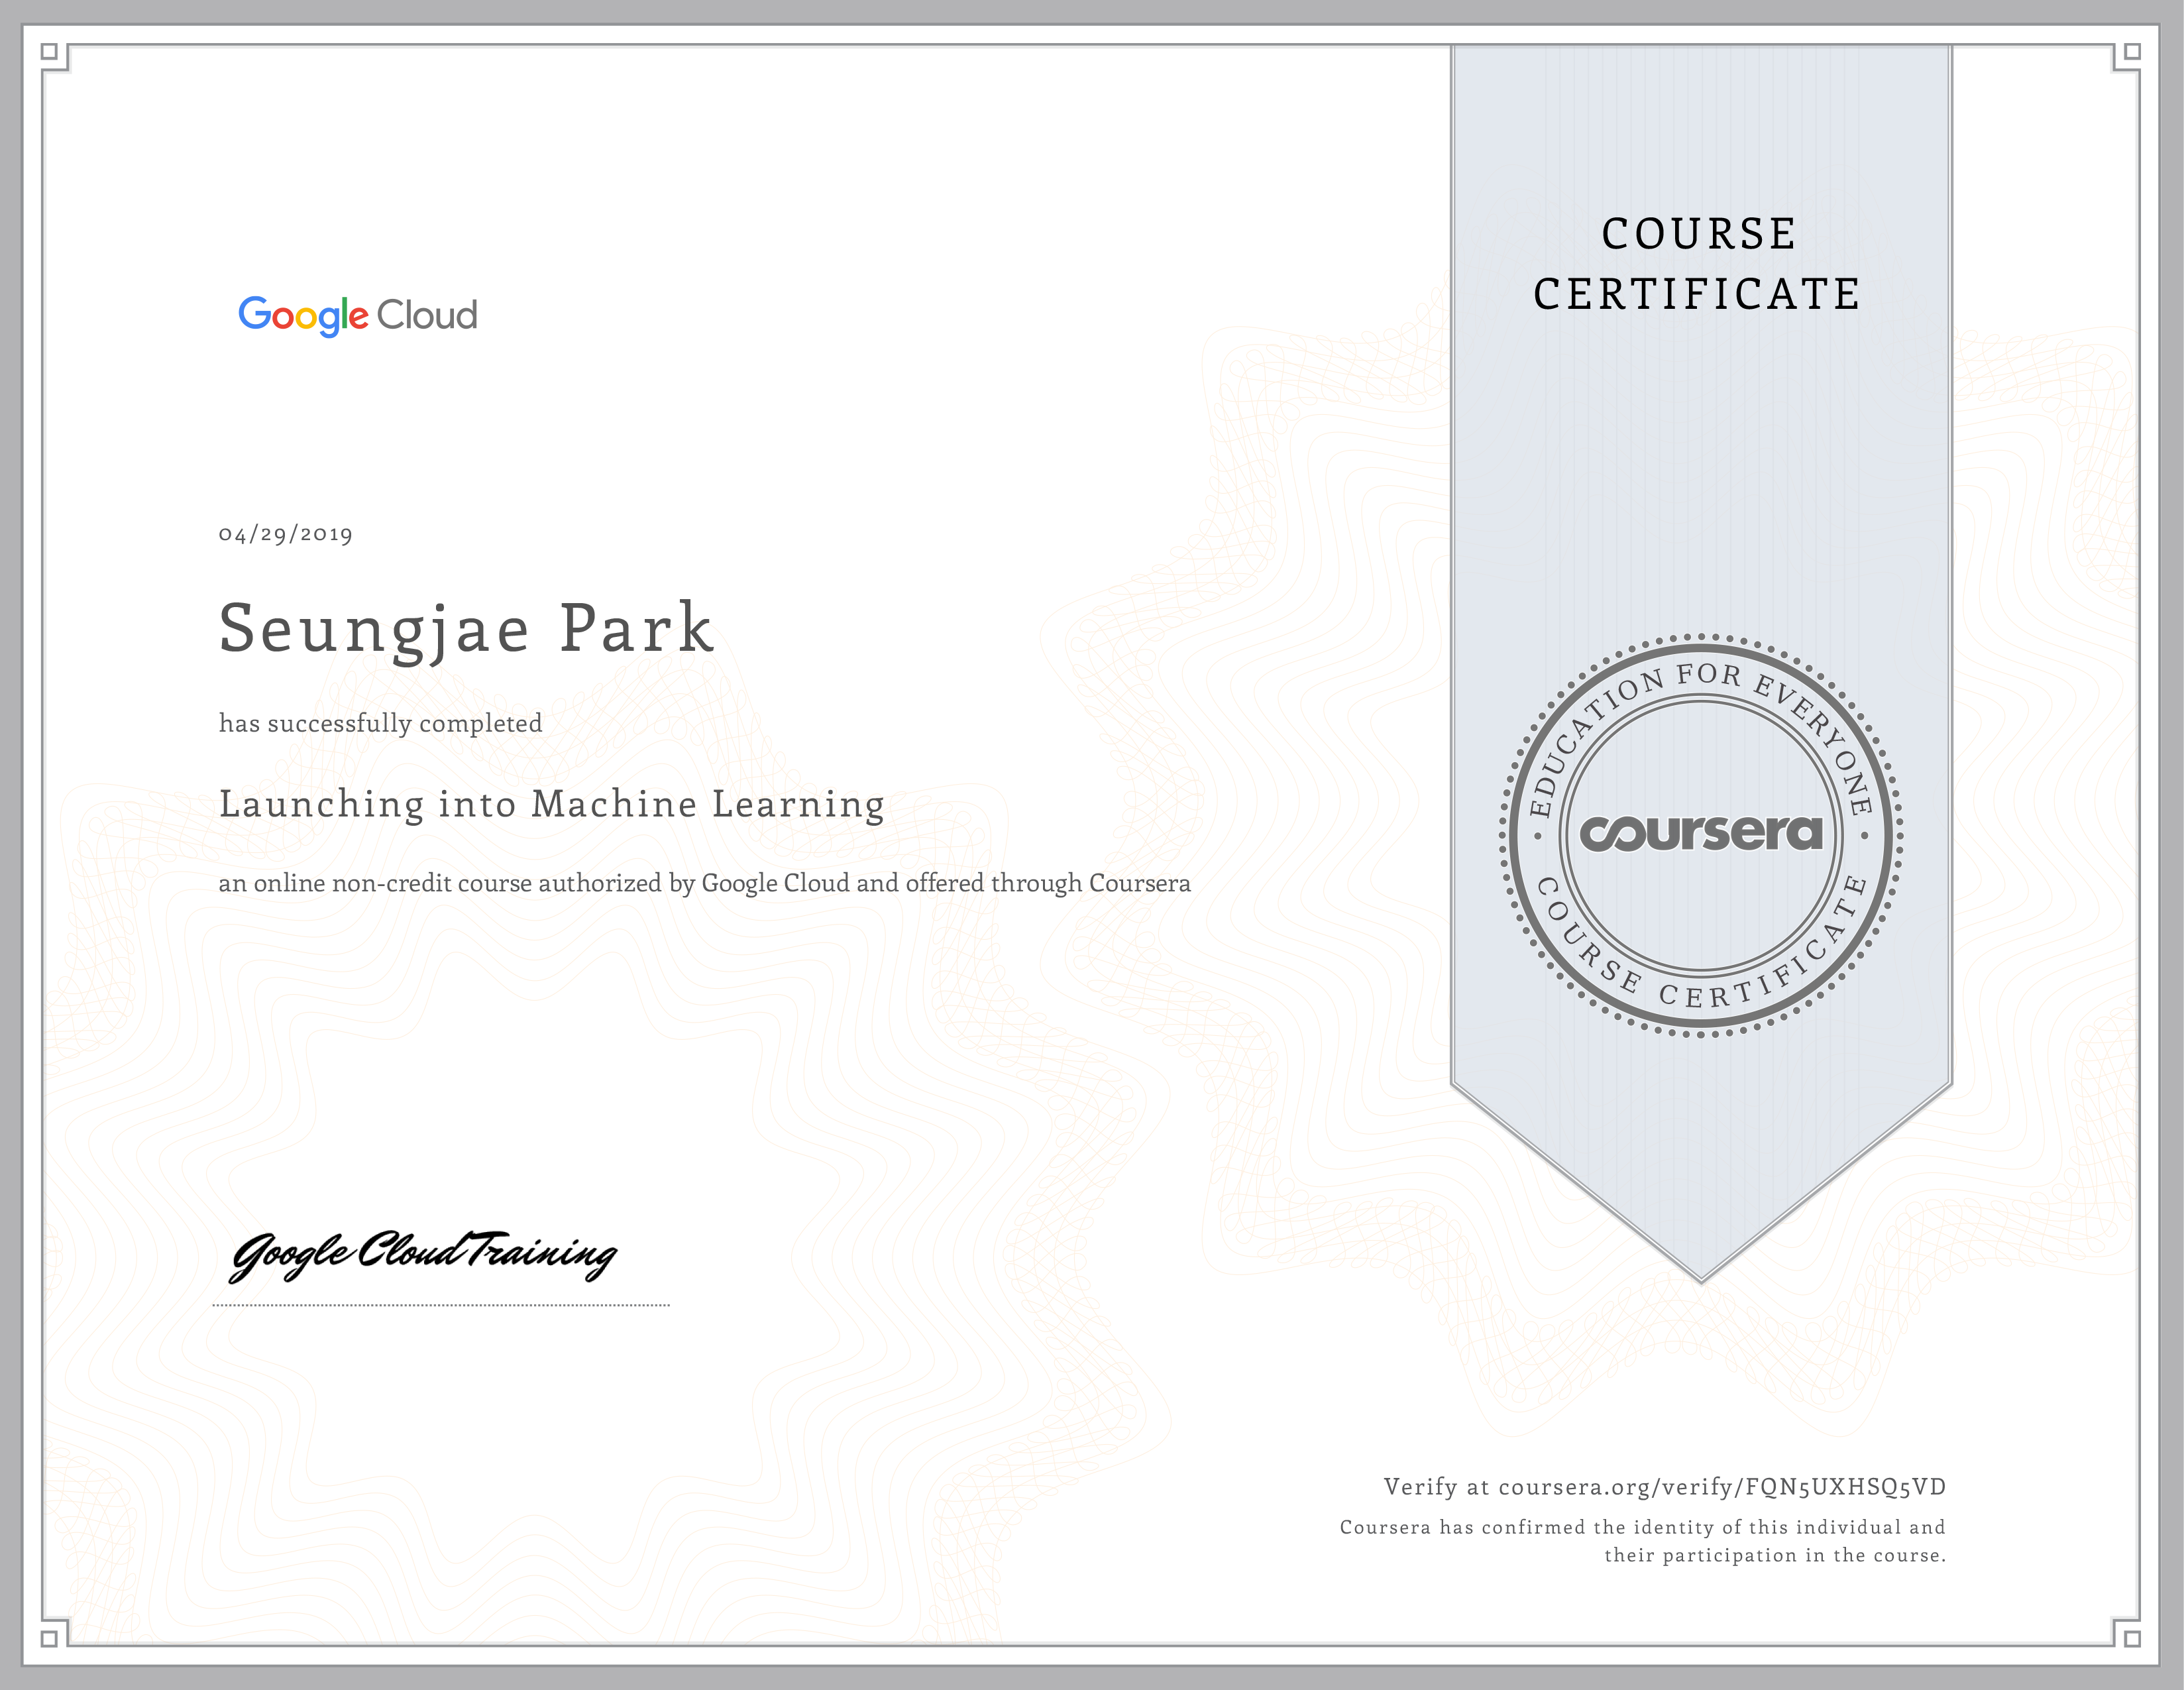 Google Cloud
COURSE
CERTIFICATE
04/29/2019
Seungjae Park
has successfully completed
Launching into Machine Learning
an online non-credit course authorized by Google Cloud and offered through Coursera
EDUCATION FOR EVERYONE
coursera
COURSE CERTIFICATE
Google Cloud Training
Verify at coursera.org/verify/FQN5UXHSQ5VD
Coursera has confirmed the identity of this individual and
their participation in the course.